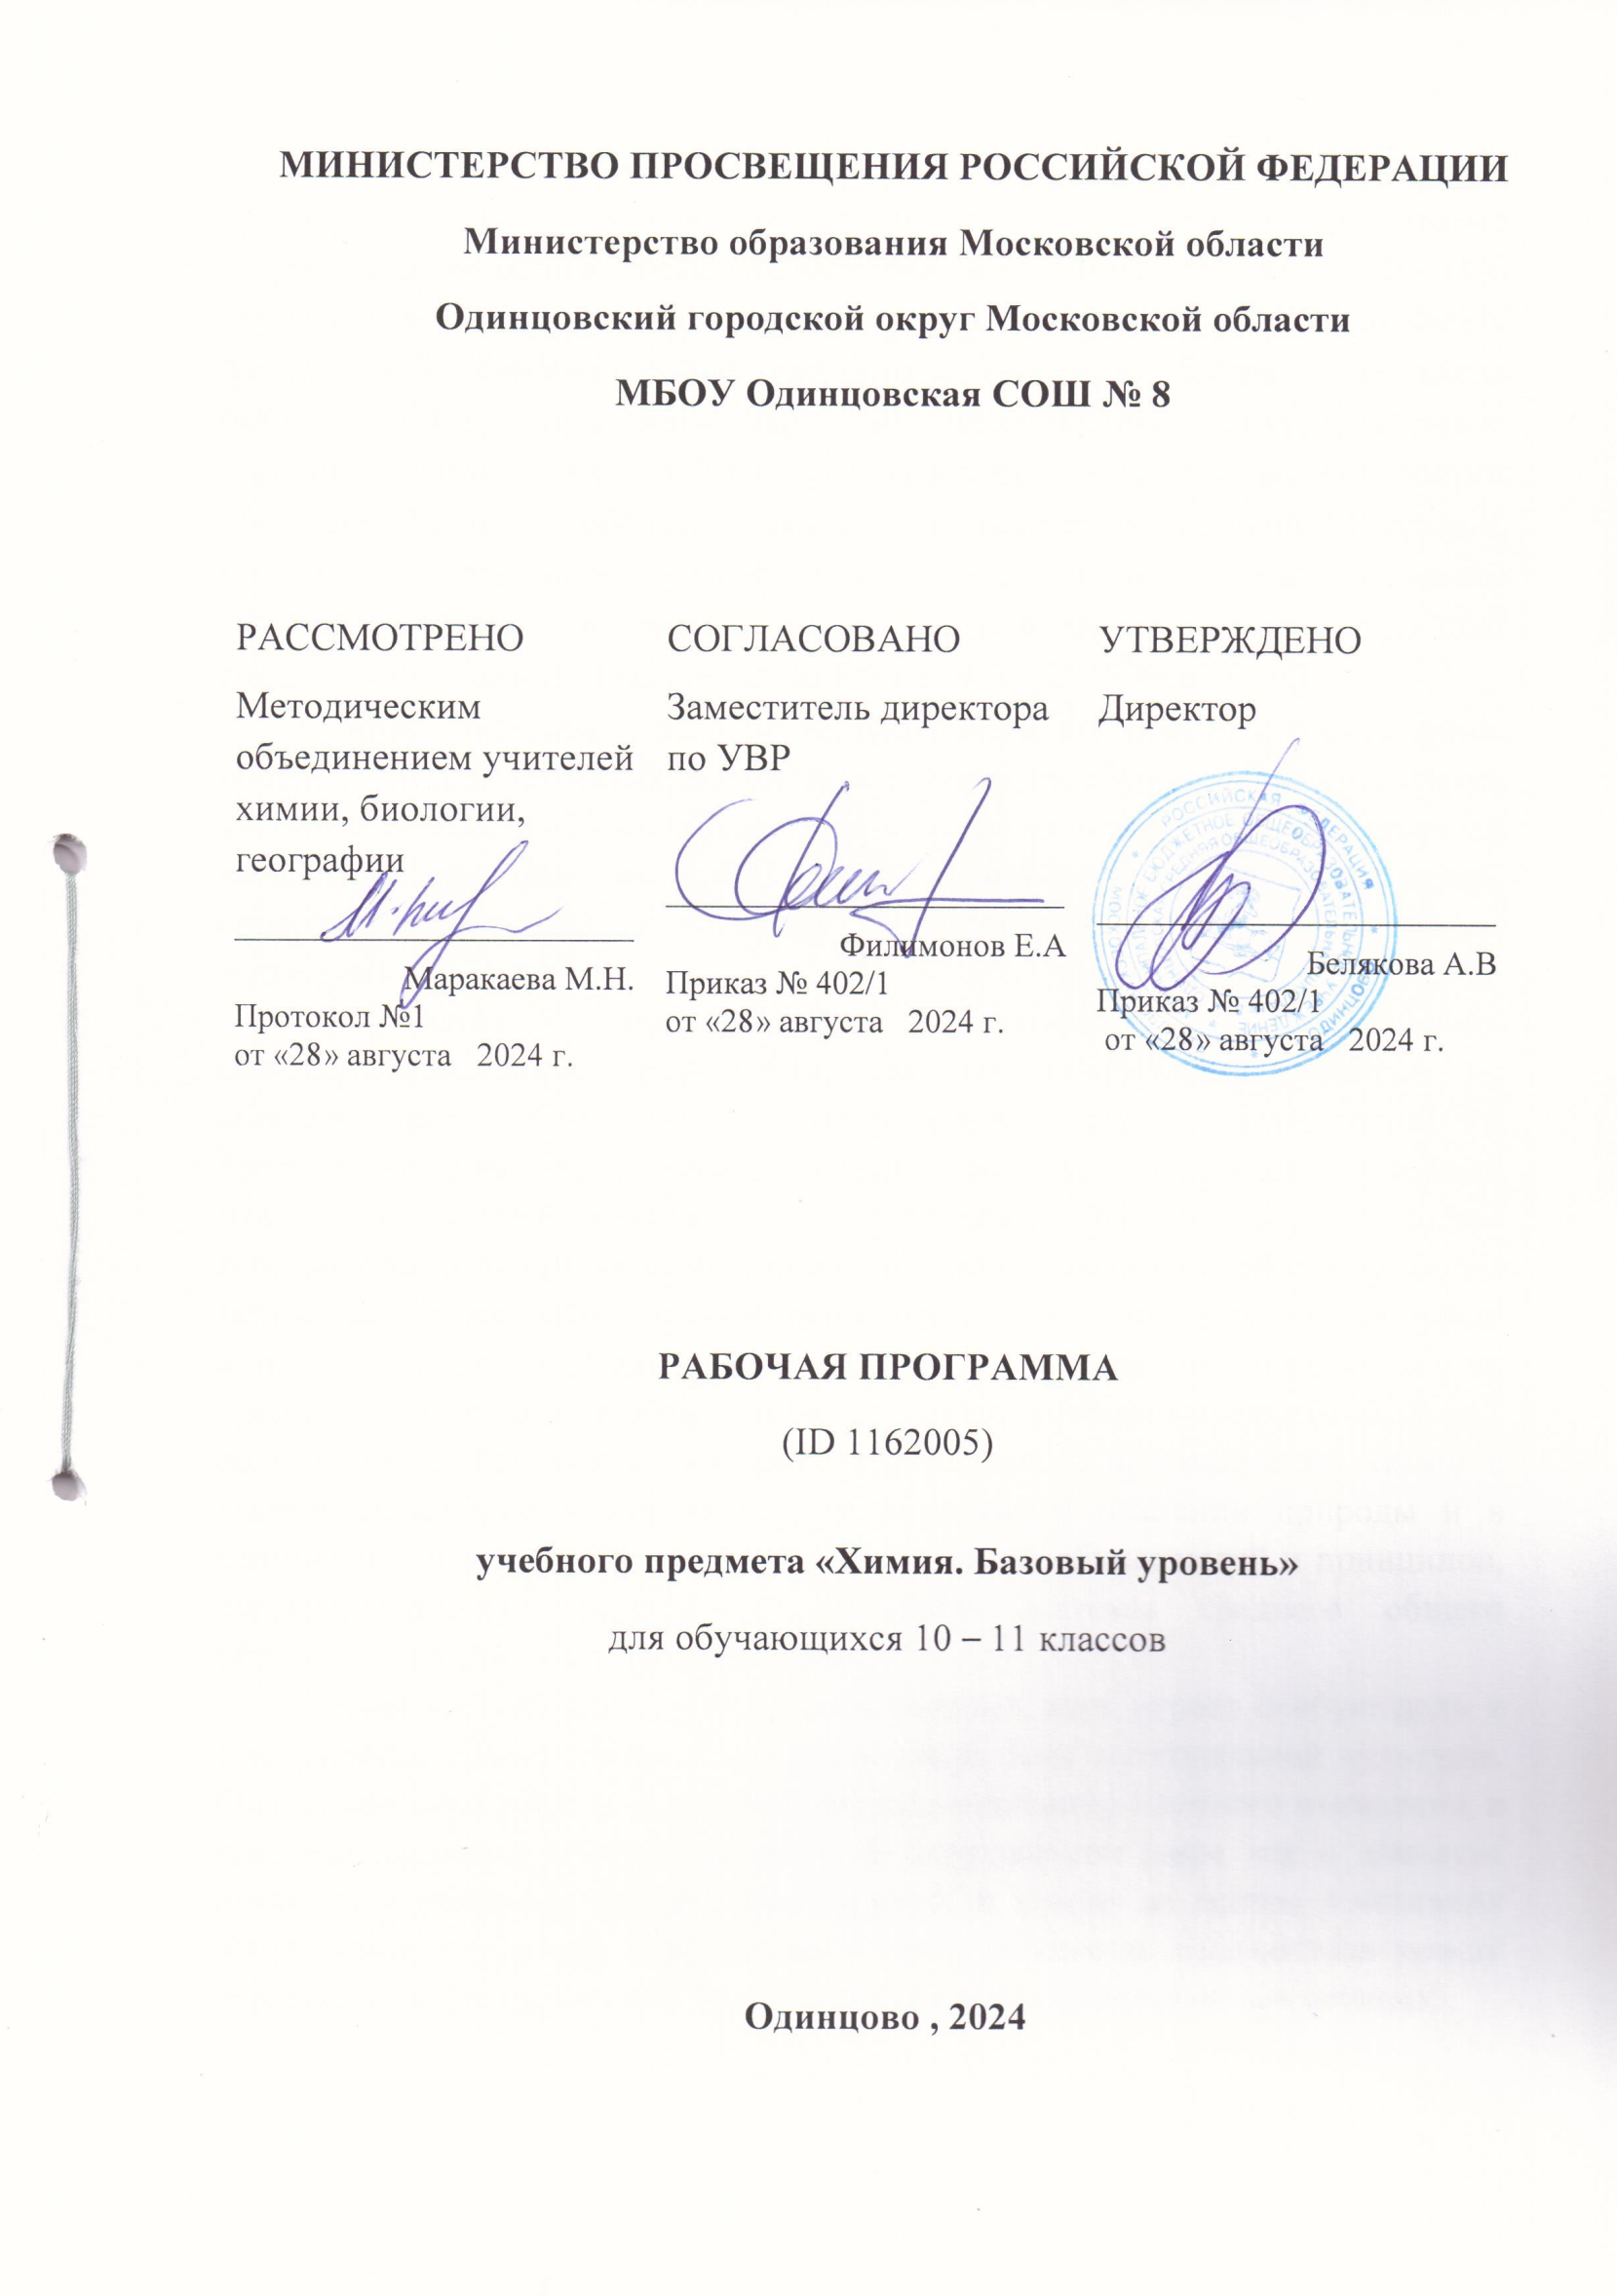 МИНИСТЕРСТВО ПРОСВЕЩЕНИЯ РОССИЙСКОЙ ФЕДЕРАЦИИ
Министерство образования Московской области
Одинцовский городской округ Московской области
МБОУ Одинцовская СОШ № 8
РАССМОТРЕНО
Методическим
объединением учителей
химии, биологии,
географии
Маракаева М.Н.
Протокол №1
от «28» августа 2024 г.
СОГЛАСОВАНО
Заместитель директора
по УВР
Филимонов Е.А
Приказ № 402/1
от «28» августа 2024 г.
УТВЕРЖДЕНО
Директор
РОССИЙСКАЯ ФЕДЕРАЦИЯ
Белякова А.В
Приказ № 402/1
от «28» августа 2024 г.
РАБОЧАЯ ПРОГРАММА
(ID 1162005)
учебного предмета «Химия. Базовый уровень»
для обучающихся 10 – 11 классов
Одинцово , 2024